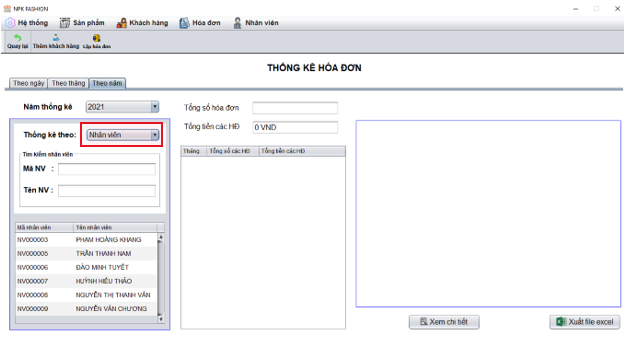 NPK FASHION
Hệ thống Sản phẩm Khách hàng Hóa đơn Nhân viên
Quay lại Thêm khách hàng Lập hóa đơn
THỐNG KÊ HÓA ĐƠN
Theo ngày Theo tháng Theo năm
Năm thống kê 2021 Tổng số hóa đơn
Thống kê theo: Nhân viên Tổng tiền các HĐ 0 VND
Tìm kiếm nhân viên
Mã NV :
Tên NV :
Tháng Tổng số các HĐ Tổng tiền các HĐ
Mã nhân viên Tên nhân viên
NV000003 PHẠM HOÀNG KHANG
NV000005 TRẦN THANH NAM
NV000006 ĐÀO MINH TUYẾT
NV000007 HUỲNH HIẾU THẢO
NV000008 NGUYỄN THỊ THANH VÂN
NV000009 NGUYỄN VĂN CHƯƠNG
Xem chi tiết Xuất file excel